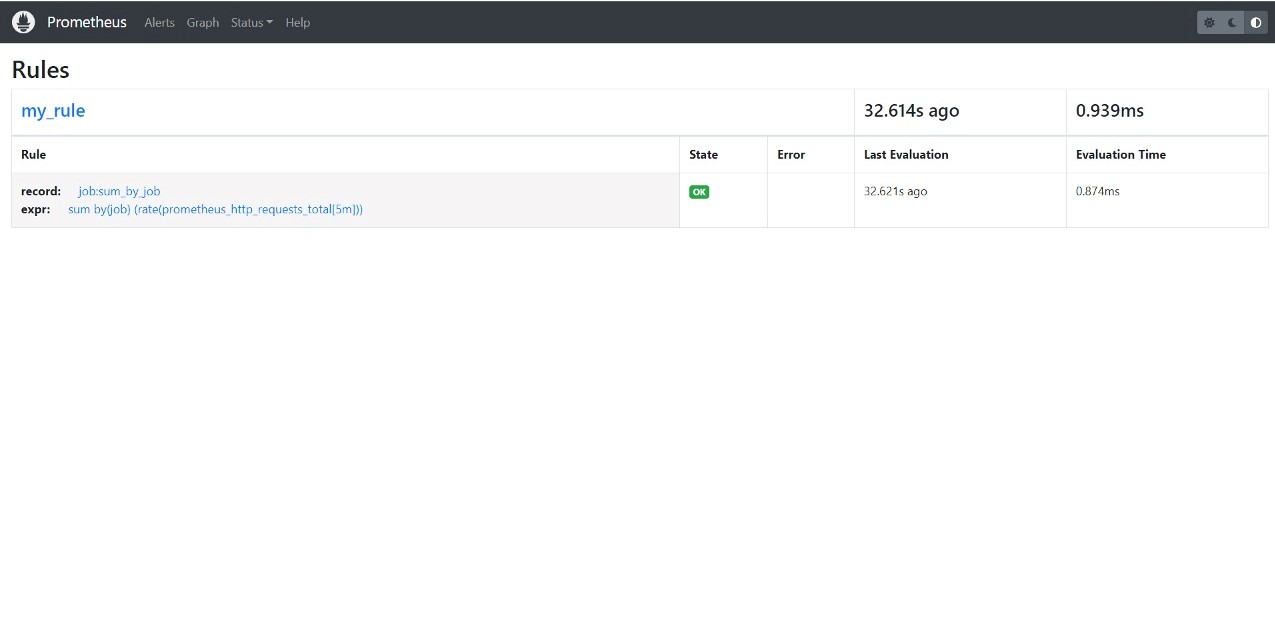 Prometheus Alerts Graph Status Help
Rules
my_rule 32.614s ago 0.939ms
Rule State Error Last Evaluation Evaluation Time
record: job:sum_by_job OK 32.621s ago 0.874ms
expr: sum by(job) (rate(prometheus_http_requests_total[5m]))